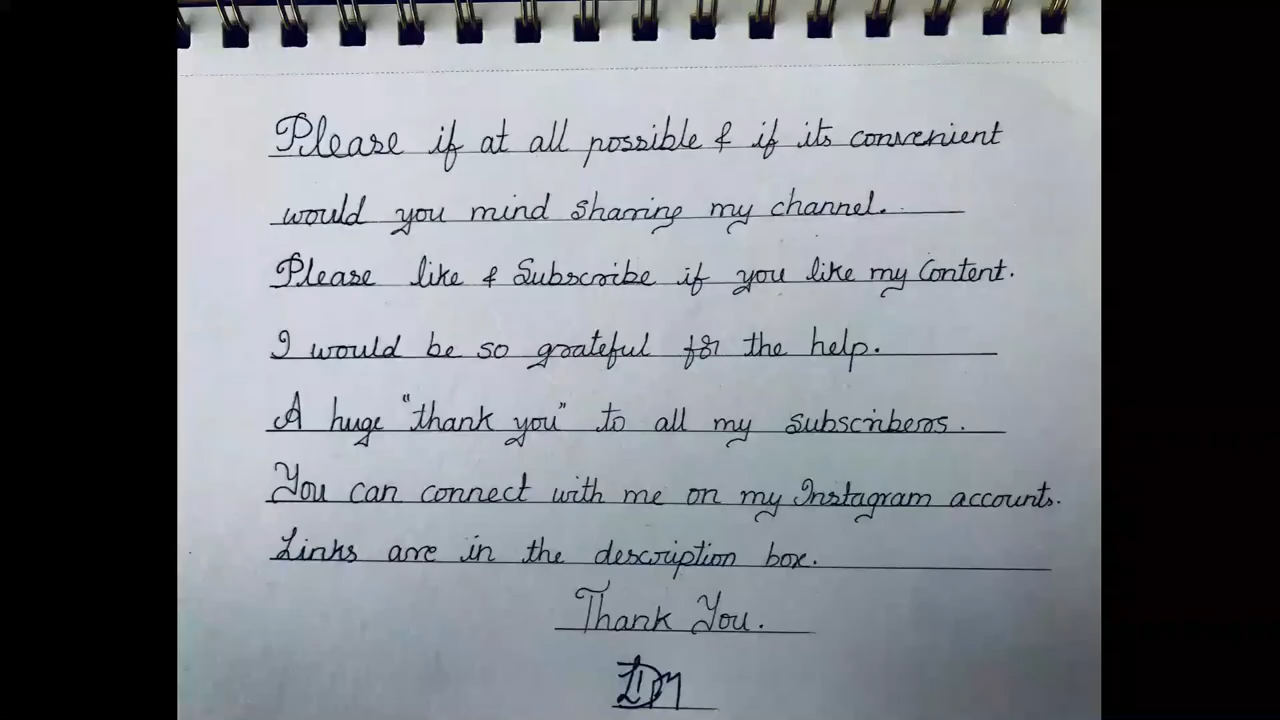 Please if at all possible & if its convenient
would you mind sharing my channel.
Please like & Subscribe if you like my Content.
I would be so grateful for the help.
A huge "thank you" to all my subscribers.
You can connect with me on my Instagram accounts.
Links are in the description box.
Thank You.